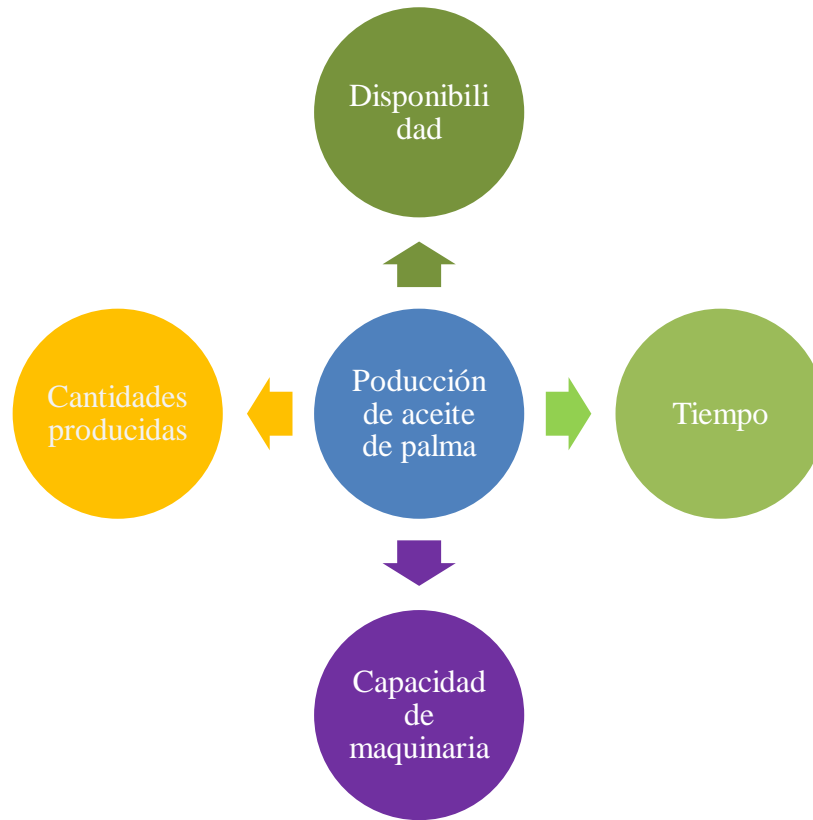 Disponibili
dad
Cantidades
producidas
Poducción
de aceite
de palma
Tiempo
Capacidad
de
maquinaria